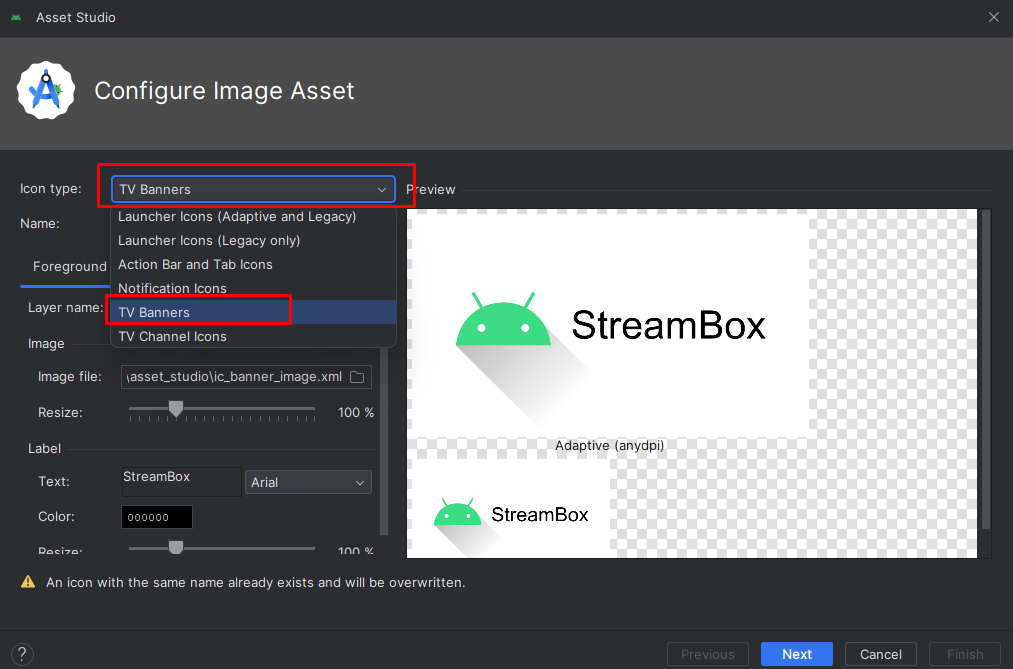 Asset Studio
Configure Image Asset
Icon type:
TV Banners
Preview
Launcher Icons (Adaptive and Legacy)
Name:
Launcher Icons (Legacy only)
Foreground
Action Bar and Tab Icons
Notification Icons
Layer name:
TV Banners
TV Channel Icons
Image
Image file:
\asset_studio\ic_banner_image.xml
Resize:
100 %
Label
Text:
StreamBox
Arial
Color:
000000
Resize:
100 %
StreamBox
Adaptive (anydpi)
StreamBox
An icon with the same name already exists and will be overwritten.
?
Previous
Next
Cancel
Finish